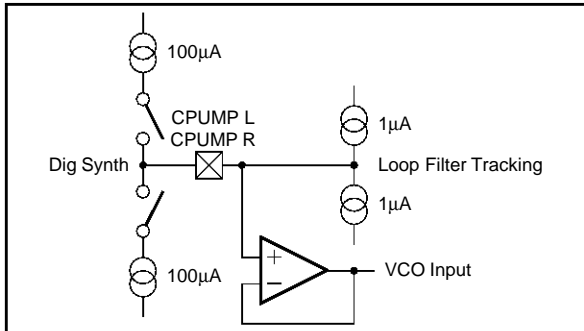 100μA
CPUMP L
CPUMP R
1μA
Dig Synth
Loop Filter Tracking
1μA
+
−
VCO Input
100μA